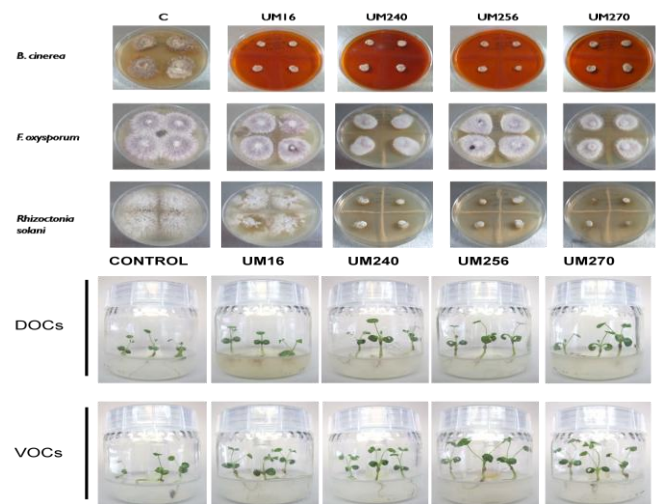 C UM16 UM240 UM256 UM270
B. cinerea
F. oxysporum
Rhizoctonia
solani
CONTROL UM16 UM240 UM256 UM270
DOCs
VOCs